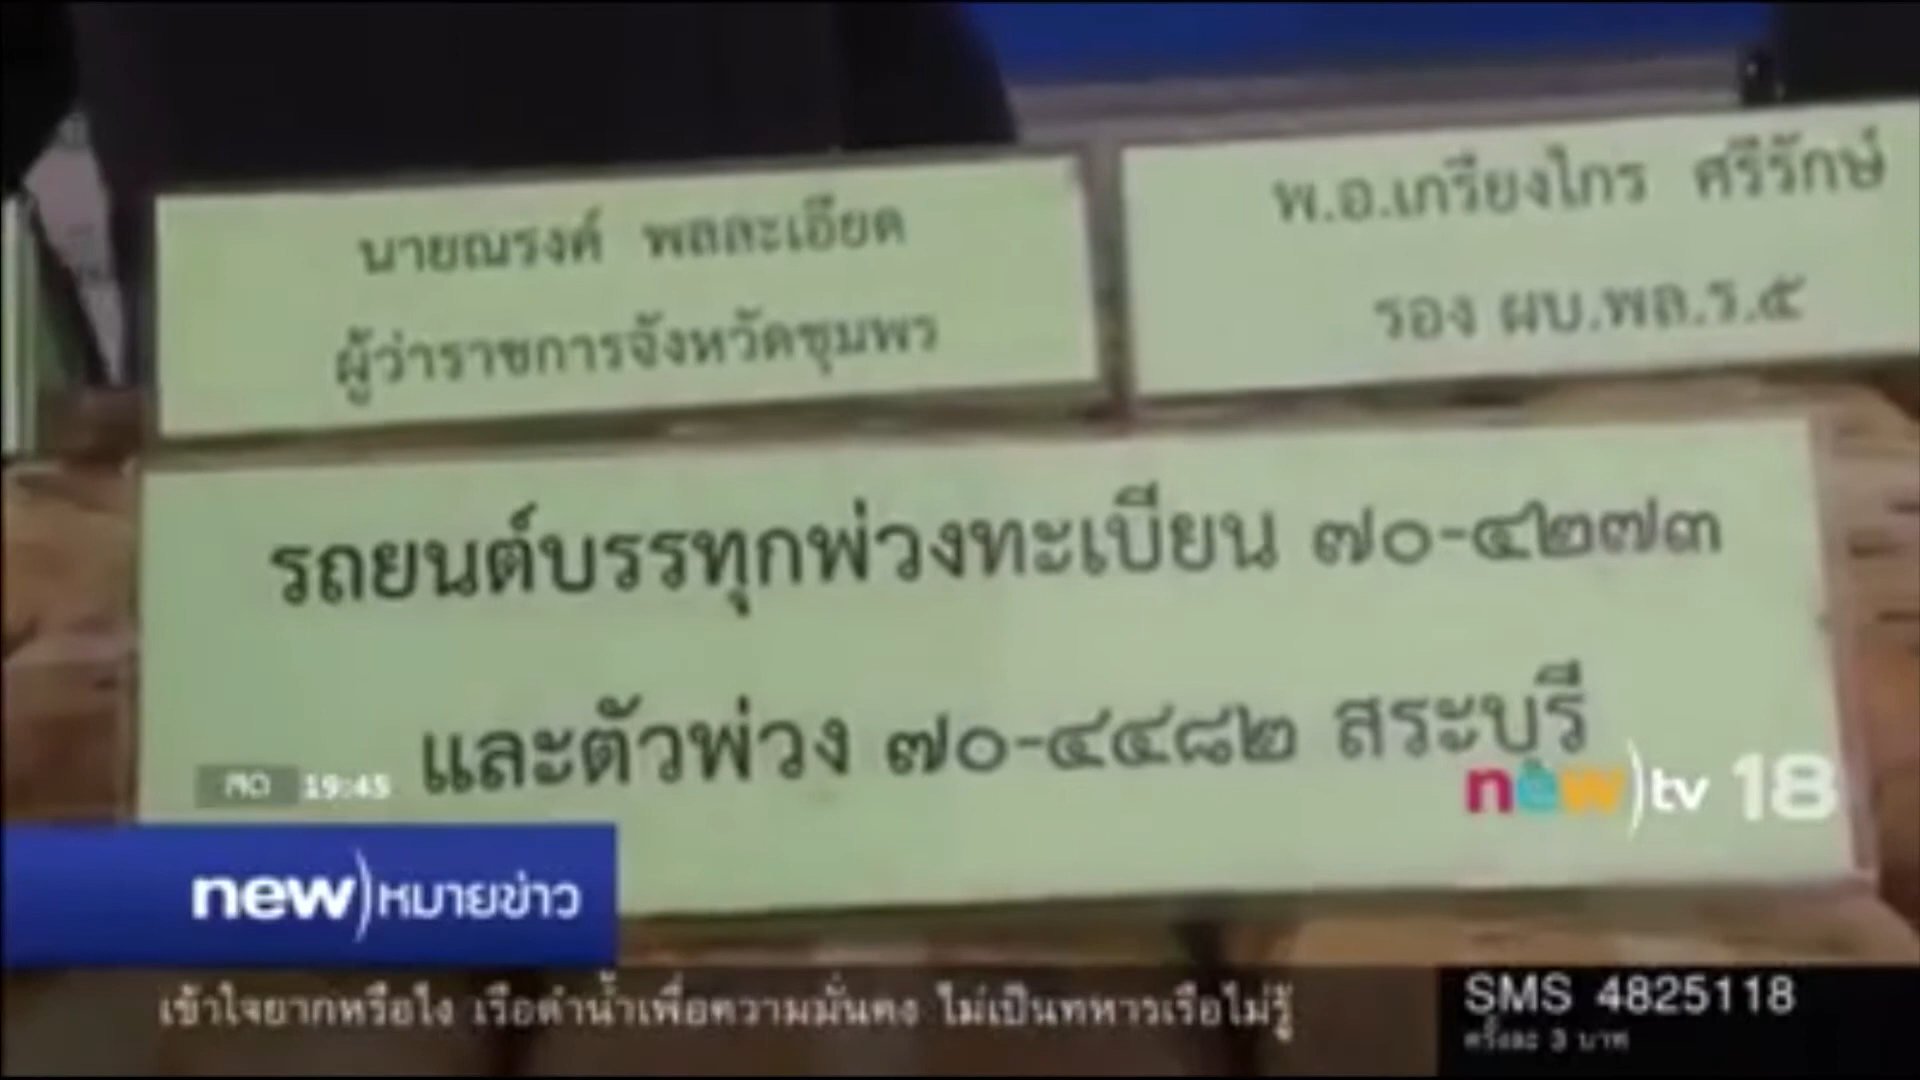 นายณรงค์ พลละเอียด
ผู้ว่าราชการจังหวัดชุมพร
พ.อ.เกรียงไกร ศรีรักษ์
รอง ผบ.พล.ร.๕
รถยนต์บรรทุกพ่วงทะเบียน ๗๐-๔๒๗๓
และตัวพ่วง ๗๐-๔๔๘๒ สระบุรี
สด 19:45
new)tv 18
new)หมายข่าว
เข้าใจยากหรือไง เรือดำน้ำเพื่อความมั่นคง ไม่เป็นทหารเรือไม่รู้
SMS 4825118
ครั้งละ 3 บาท